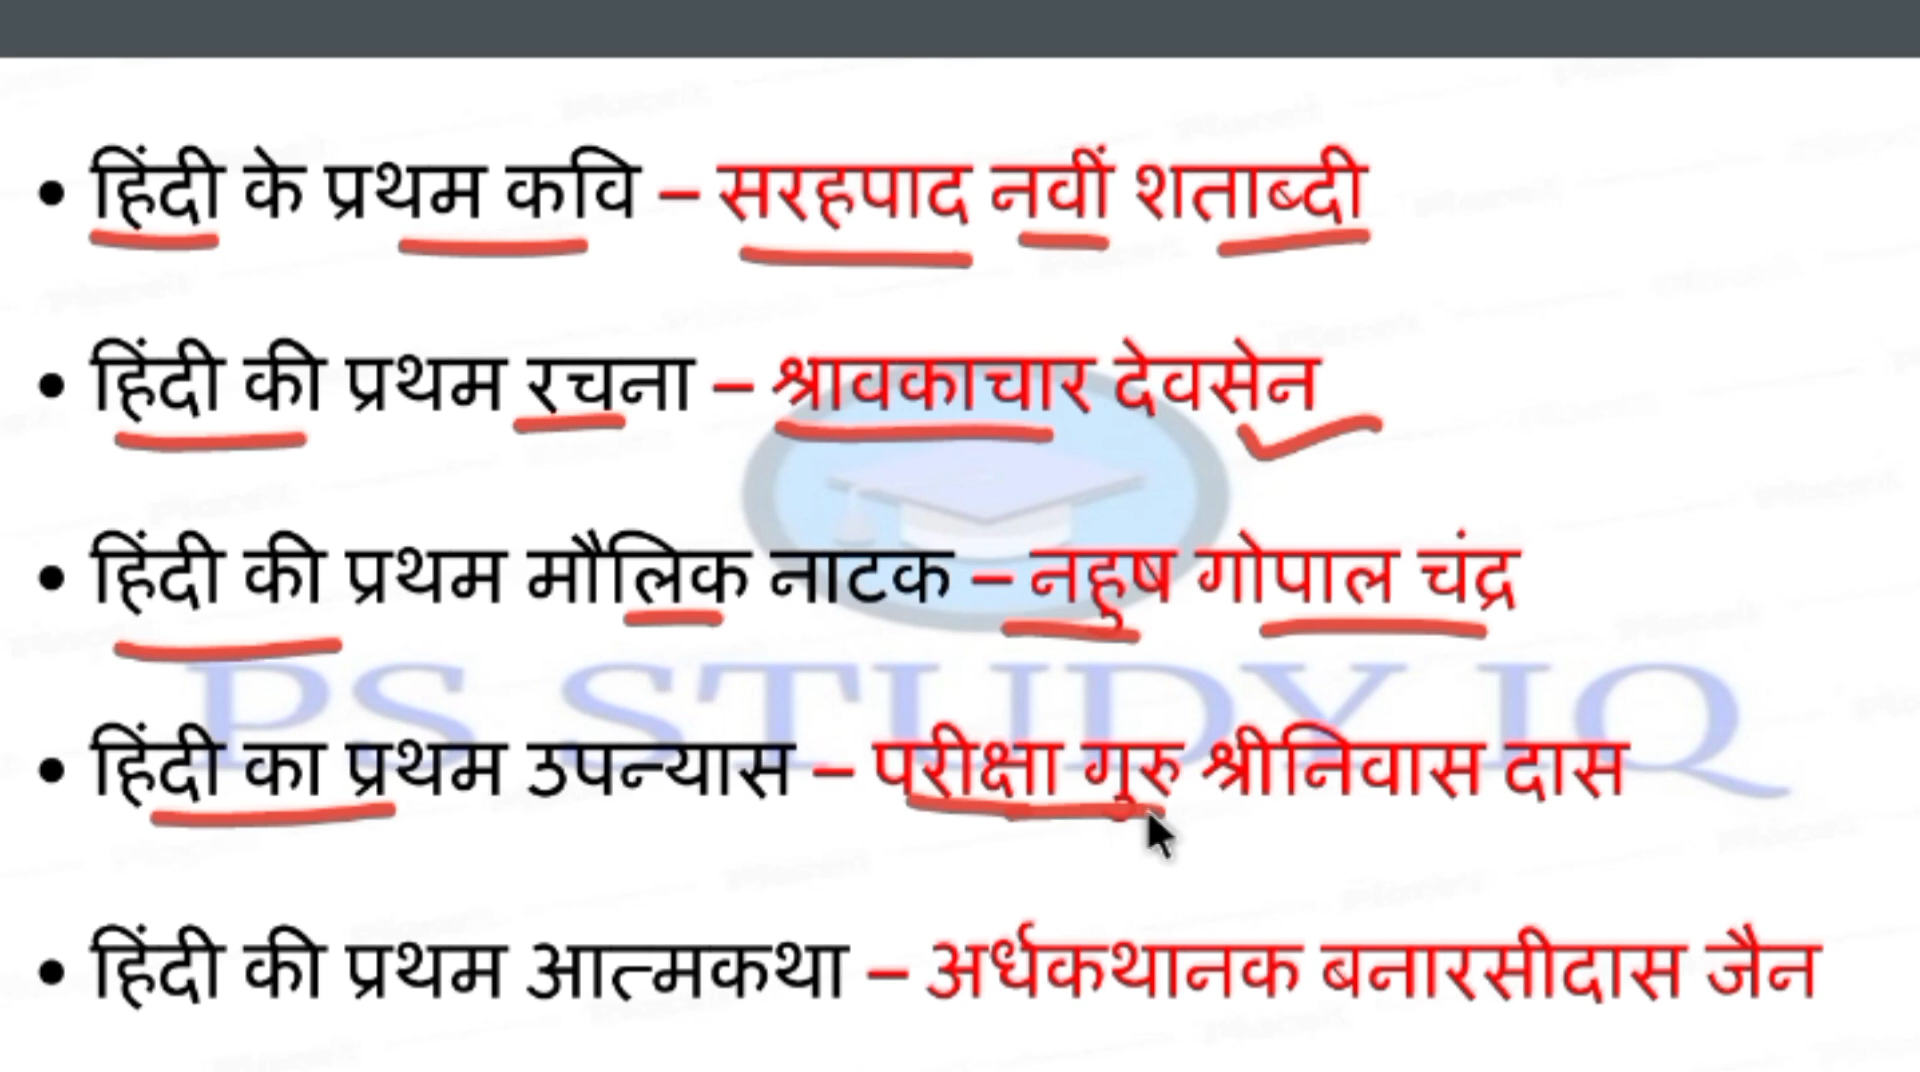 • हिंदी के प्रथम कवि – सरहपाद नवीं शताब्दी
• हिंदी की प्रथम रचना – श्रावकाचार देवसेन
• हिंदी की प्रथम मौलिक नाटक – नहुष गोपाल चंद्र
PS STUDY IQ
• हिंदी का प्रथम उपन्यास – परीक्षा गुरु श्रीनिवास दास
• हिंदी की प्रथम आत्मकथा – अर्धकथानक बनारसीदास जैन